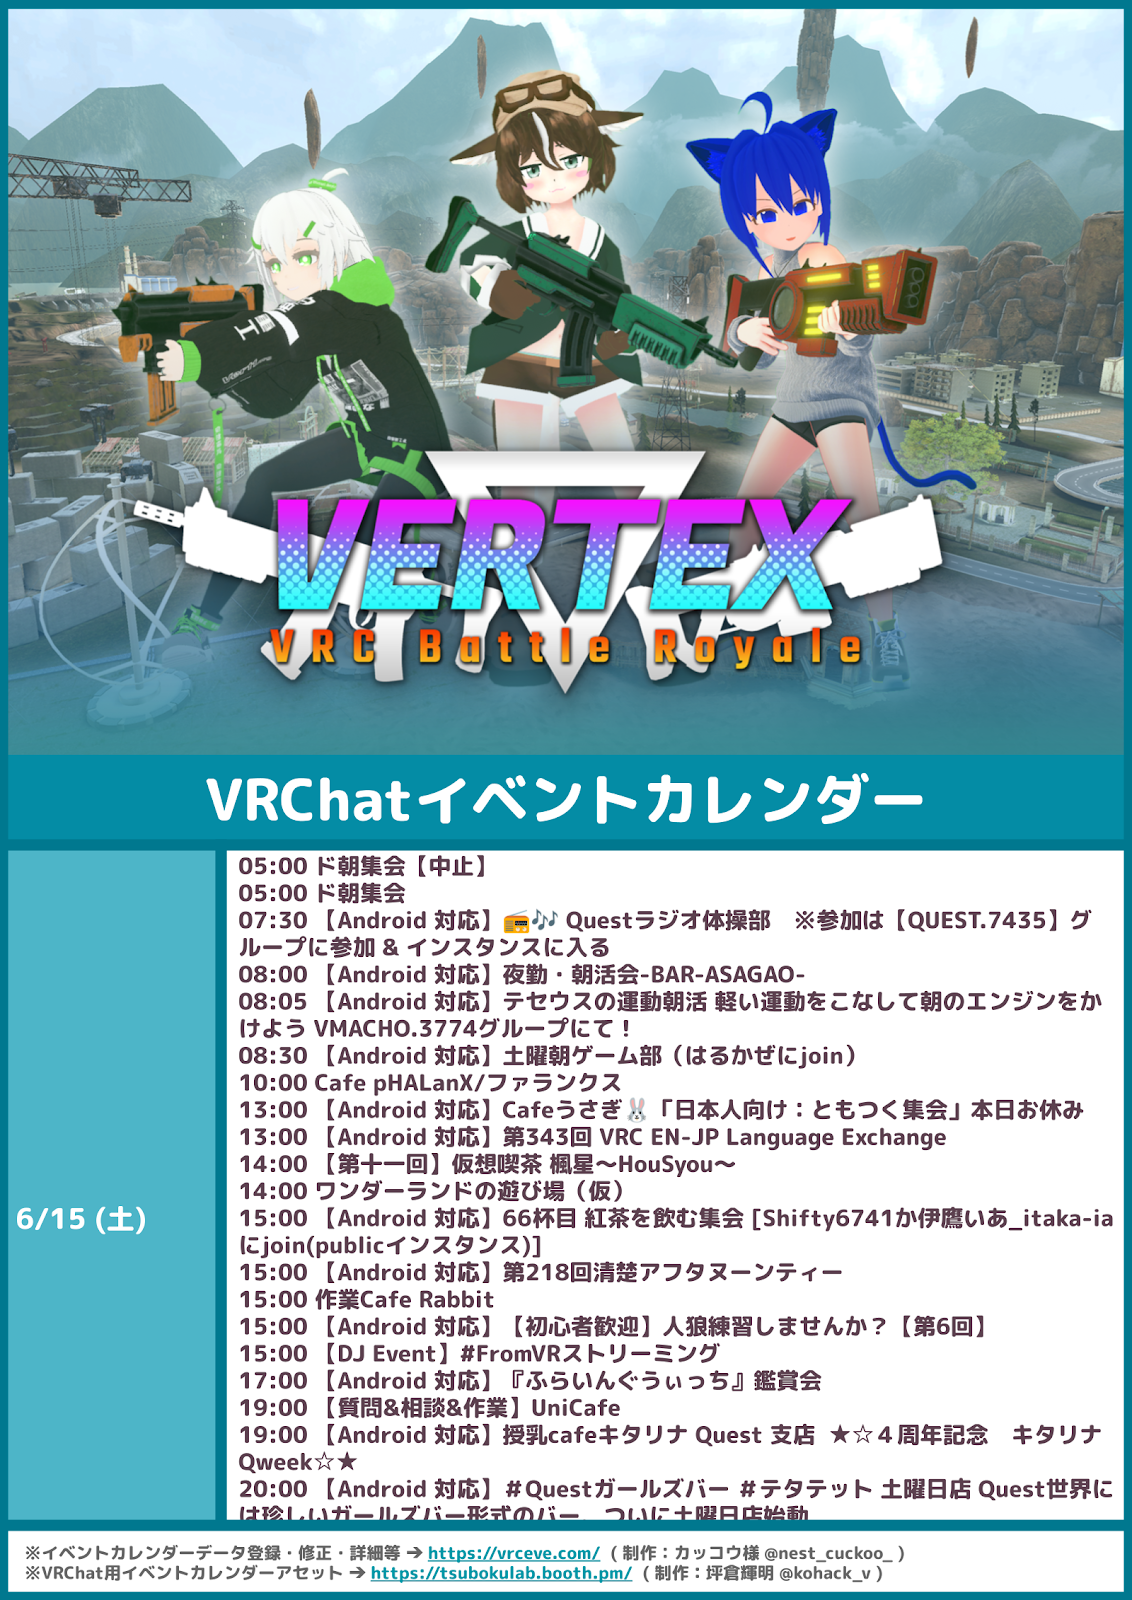 VERTEX
VRC Battle Royale
VRChatイベントカレンダー
6/15 (土)
05:00 ド朝集会【中止】
05:00 ド朝集会
07:30 【Android 対応】📻🎶 Questラジオ体操部　※参加は【QUEST.7435】グ
ループに参加 & インスタンスに入る
08:00 【Android 対応】夜勤・朝活会-BAR-ASAGAO-
08:05 【Android 対応】テセウスの運動朝活 軽い運動をこなして朝のエンジンをか
けよう VMACHO.3774グループにて！
08:30 【Android 対応】土曜朝ゲーム部（はるかぜにjoin）
10:00 Cafe pHALanX/ファランクス
13:00 【Android 対応】Cafeうさぎ🐰「日本人向け：ともつく集会」本日お休み
13:00 【Android 対応】第343回 VRC EN-JP Language Exchange
14:00 【第十一回】仮想喫茶 楓星～HouSyou～
14:00 ワンダーランドの遊び場（仮）
15:00 【Android 対応】66杯目 紅茶を飲む集会 [Shifty6741か伊鷹いあ_itaka-ia
にjoin(publicインスタンス)]
15:00 【Android 対応】第218回清楚アフタヌーンティー
15:00 作業Cafe Rabbit
15:00 【Android 対応】【初心者歓迎】人狼練習しませんか？【第6回】
15:00 【DJ Event】#FromVRストリーミング
17:00 【Android 対応】『ふらいんぐうぃっち』鑑賞会
19:00 【質問&相談&作業】UniCafe
19:00 【Android 対応】授乳cafeキタリナ Quest 支店 ★☆４周年記念　キタリナ
Qweek☆★
20:00 【Android 対応】＃Questガールズバー ＃テタテット 土曜日店 Quest世界に
は珍しいガールズバー形式のバー、ついに土曜日店始動
※イベントカレンダーデータ登録・修正・詳細等 ➔ https://vrceve.com/ （ 制作：カッコウ様 @nest_cuckoo_ ）
※VRChat用イベントカレンダーアセット ➔ https://tsubokulab.booth.pm/ （ 制作：坪倉輝明 @kohack_v ）